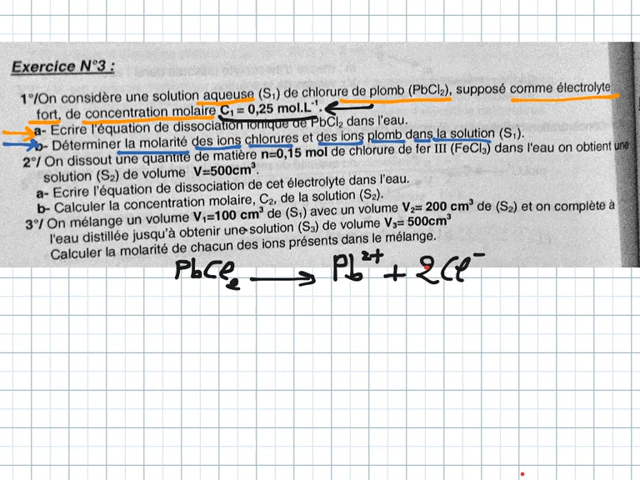 Exercice N°3 :
1°/On considère une solution aqueuse (S₁) de chlorure de plomb (PbCl₂), supposé comme électrolyte
fort, de concentration molaire C₁ = 0,25 mol.L⁻¹.
a- Ecrire l'équation de dissociation ionique de PbCl₂ dans l'eau.
b- Déterminer la molarité des ions chlorures et des ions plomb dans la solution (S₁).
2°/ On dissout une quantité de matière n=0,15 mol de chlorure de fer III (FeCl₃) dans l'eau on obtient une
solution (S₂) de volume V=500cm³.
a- Ecrire l'équation de dissociation de cet électrolyte dans l'eau.
b- Calculer la concentration molaire, C₂, de la solution (S₂).
3°/ On mélange un volume V₁=100 cm³ de (S₁) avec un volume V₂= 200 cm³ de (S₂) et on complète à
l'eau distillée jusqu'à obtenir une solution (S₃) de volume V₃= 500cm³
Calculer la molarité de chacun des ions présents dans le mélange.
PbCl₂ ⟶ Pb²⁺ + 2Cl⁻